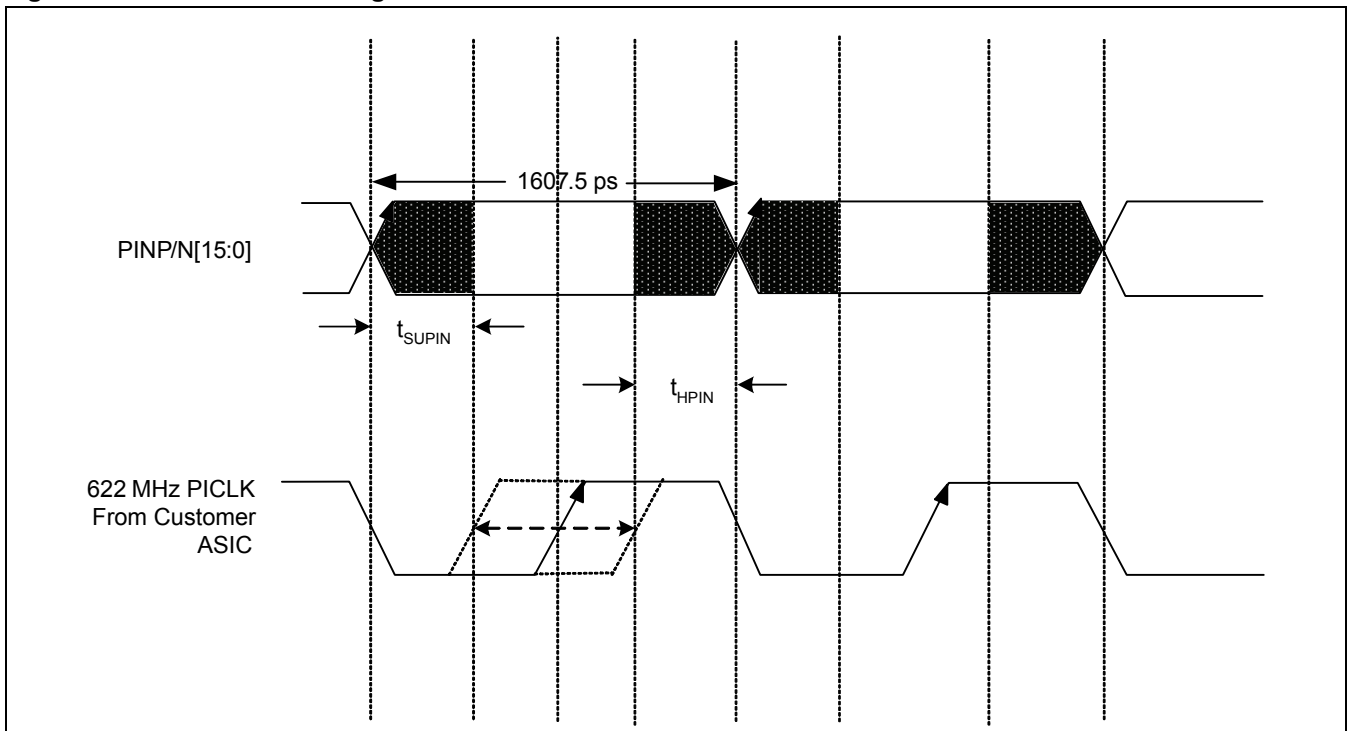 1607.5 ps
PINP/N[15:0]
tSUPIN
tHPIN
622 MHz PICLK
From Customer
ASIC